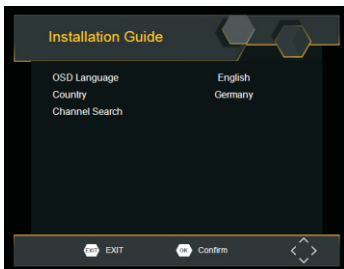 Installation Guide
OSD Language English
Country Germany
Channel Search
EXIT EXIT OK Confirm